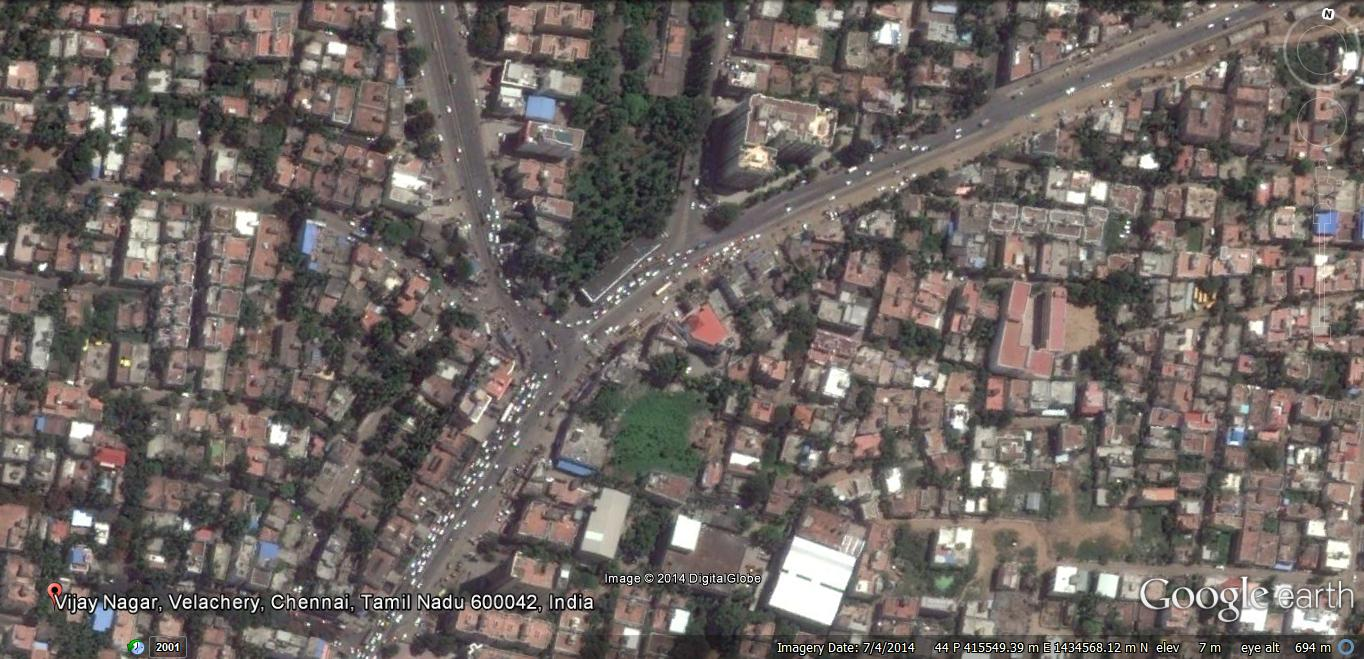 N
Image © 2014 DigitalGlobe
Vijay Nagar, Velachery, Chennai, Tamil Nadu 600042, India
Google earth
2001
Imagery Date: 7/4/2014 44 P 415549.39 m E 1434568.12 m N elev 7 m eye alt 694 m